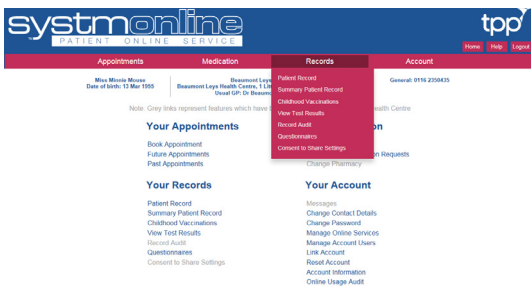 systmonline
PATIENT ONLINE SERVICE
tpp
Home Help Logout
Appointments Medication Records Account
Miss Minnie Mouse
Date of birth: 13 Mar 1955
Beaumont Leys
Beaumont Leys Health Centre, 1 Lit
Usual GP: Dr Beaum
General: 0116 2350435
Patient Record
Summary Patient Record
Childhood Vaccinations
View Test Results
Record Audit
Questionnaires
Consent to Share Settings
Note: Grey links represent features which have ealth Centre
Your Appointments
Book Appointment
Future Appointments
Past Appointments
on
n Requests
Change Pharmacy
Your Records
Patient Record
Summary Patient Record
Childhood Vaccinations
View Test Results
Record Audit
Questionnaires
Consent to Share Settings
Your Account
Messages
Change Contact Details
Change Password
Manage Online Services
Manage Account Users
Link Account
Reset Account
Account Information
Online Usage Audit